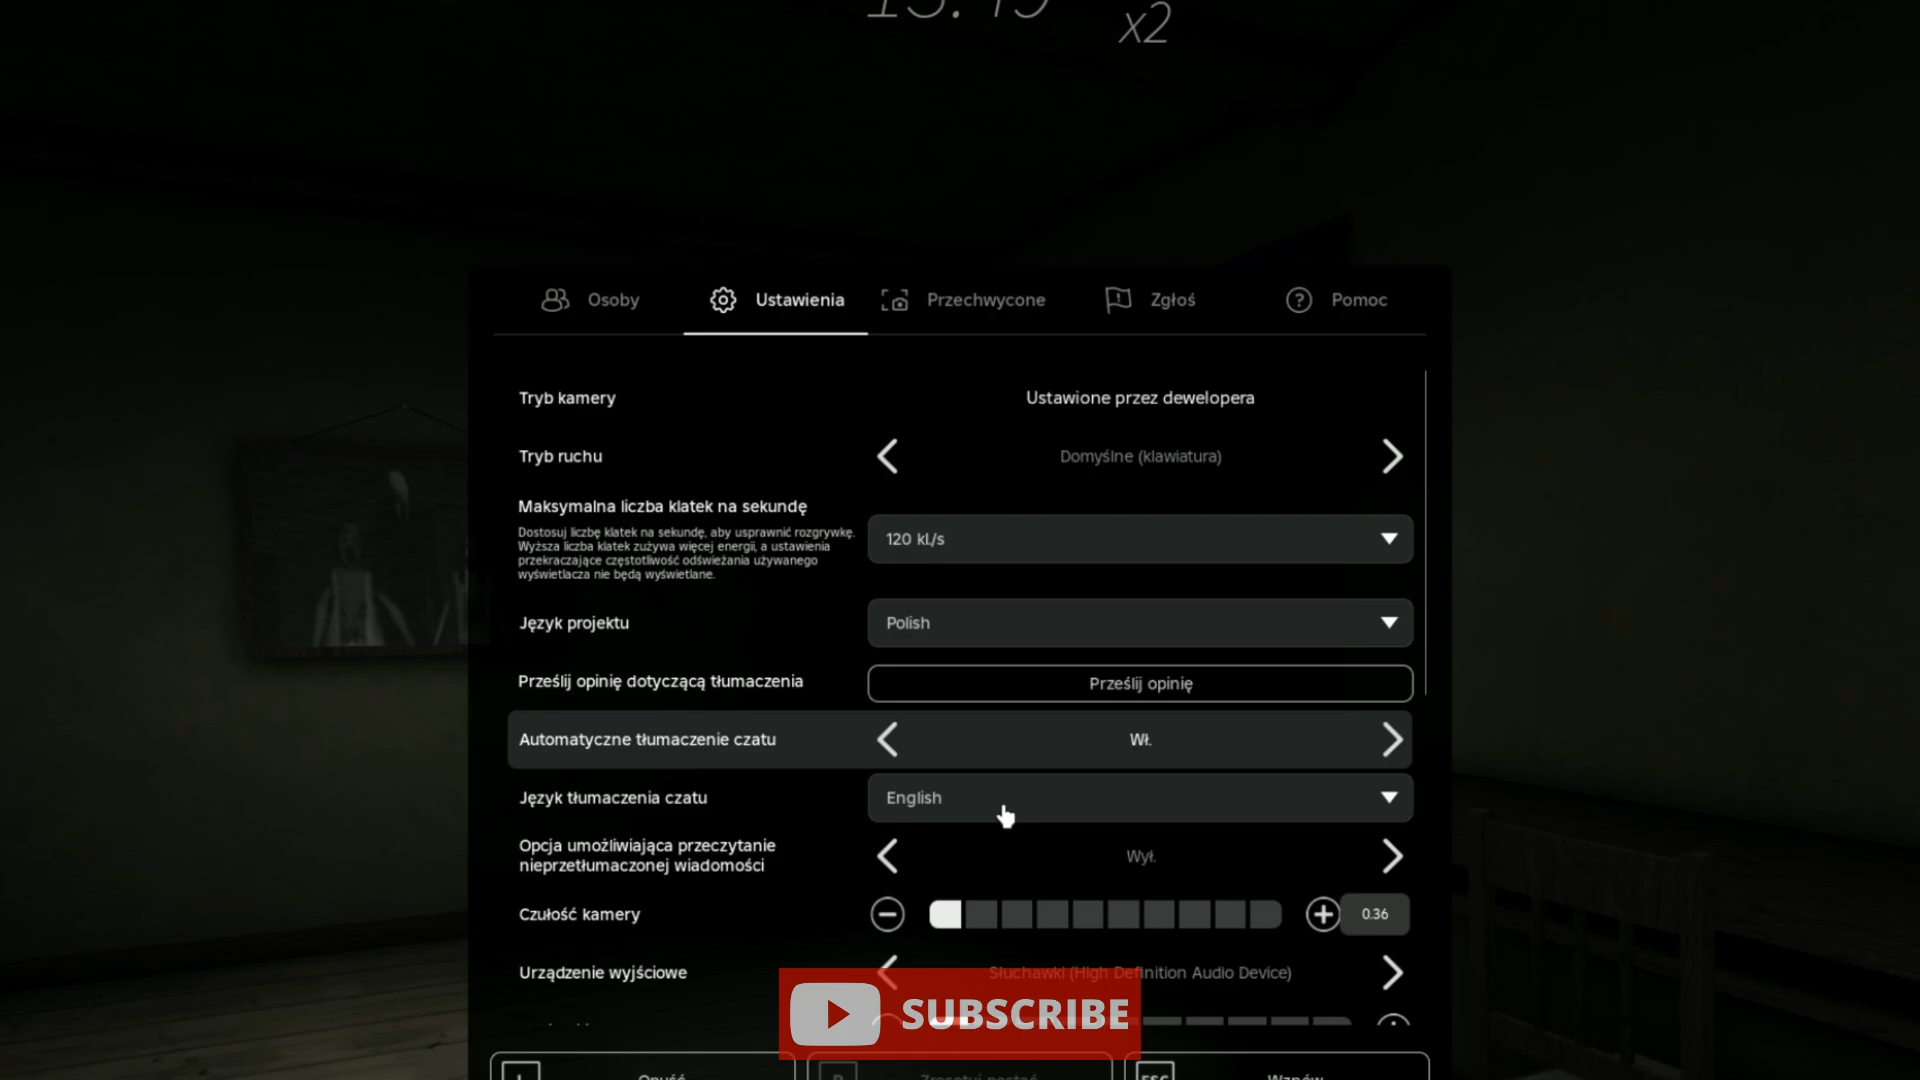 x2
Osoby
Ustawienia
Przechwycone
Zgłoś
Pomoc
Tryb kamery
Ustawione przez dewelopera
Tryb ruchu
Domyślne (klawiatura)
Maksymalna liczba klatek na sekundę
Dostosuj liczbę klatek na sekundę, aby usprawnić rozgrywkę.
Wyższa liczba klatek zużywa więcej energii, a ustawienia
przekraczające częstotliwość odświeżania używanego
wyświetlacza nie będą wyświetlane.
120 kl./s
Język projektu
Polish
Prześlij opinię dotyczącą tłumaczenia
Prześlij opinię
Automatyczne tłumaczenie czatu
Wł.
Język tłumaczenia czatu
English
Opcja umożliwiająca przeczytanie
nieprzetłumaczonej wiadomości
Wył.
Czułość kamery
0.36
Urządzenie wyjściowe
Słuchawki (High Definition Audio Device)
SUBSCRIBE